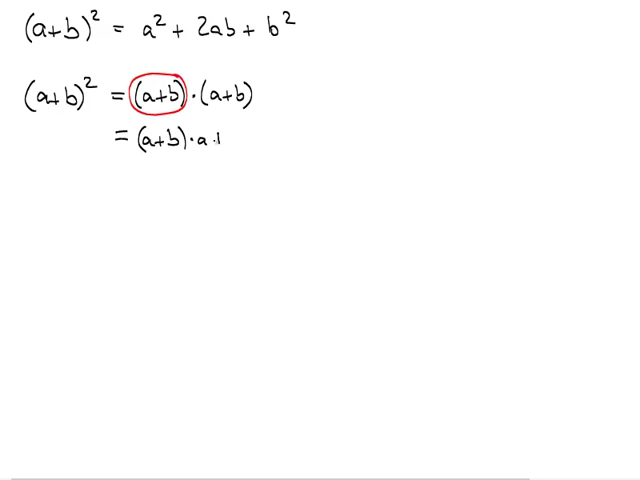 (a+b)² = a² + 2ab + b²
(a+b)² = (a+b)·(a+b)
= (a+b)·a